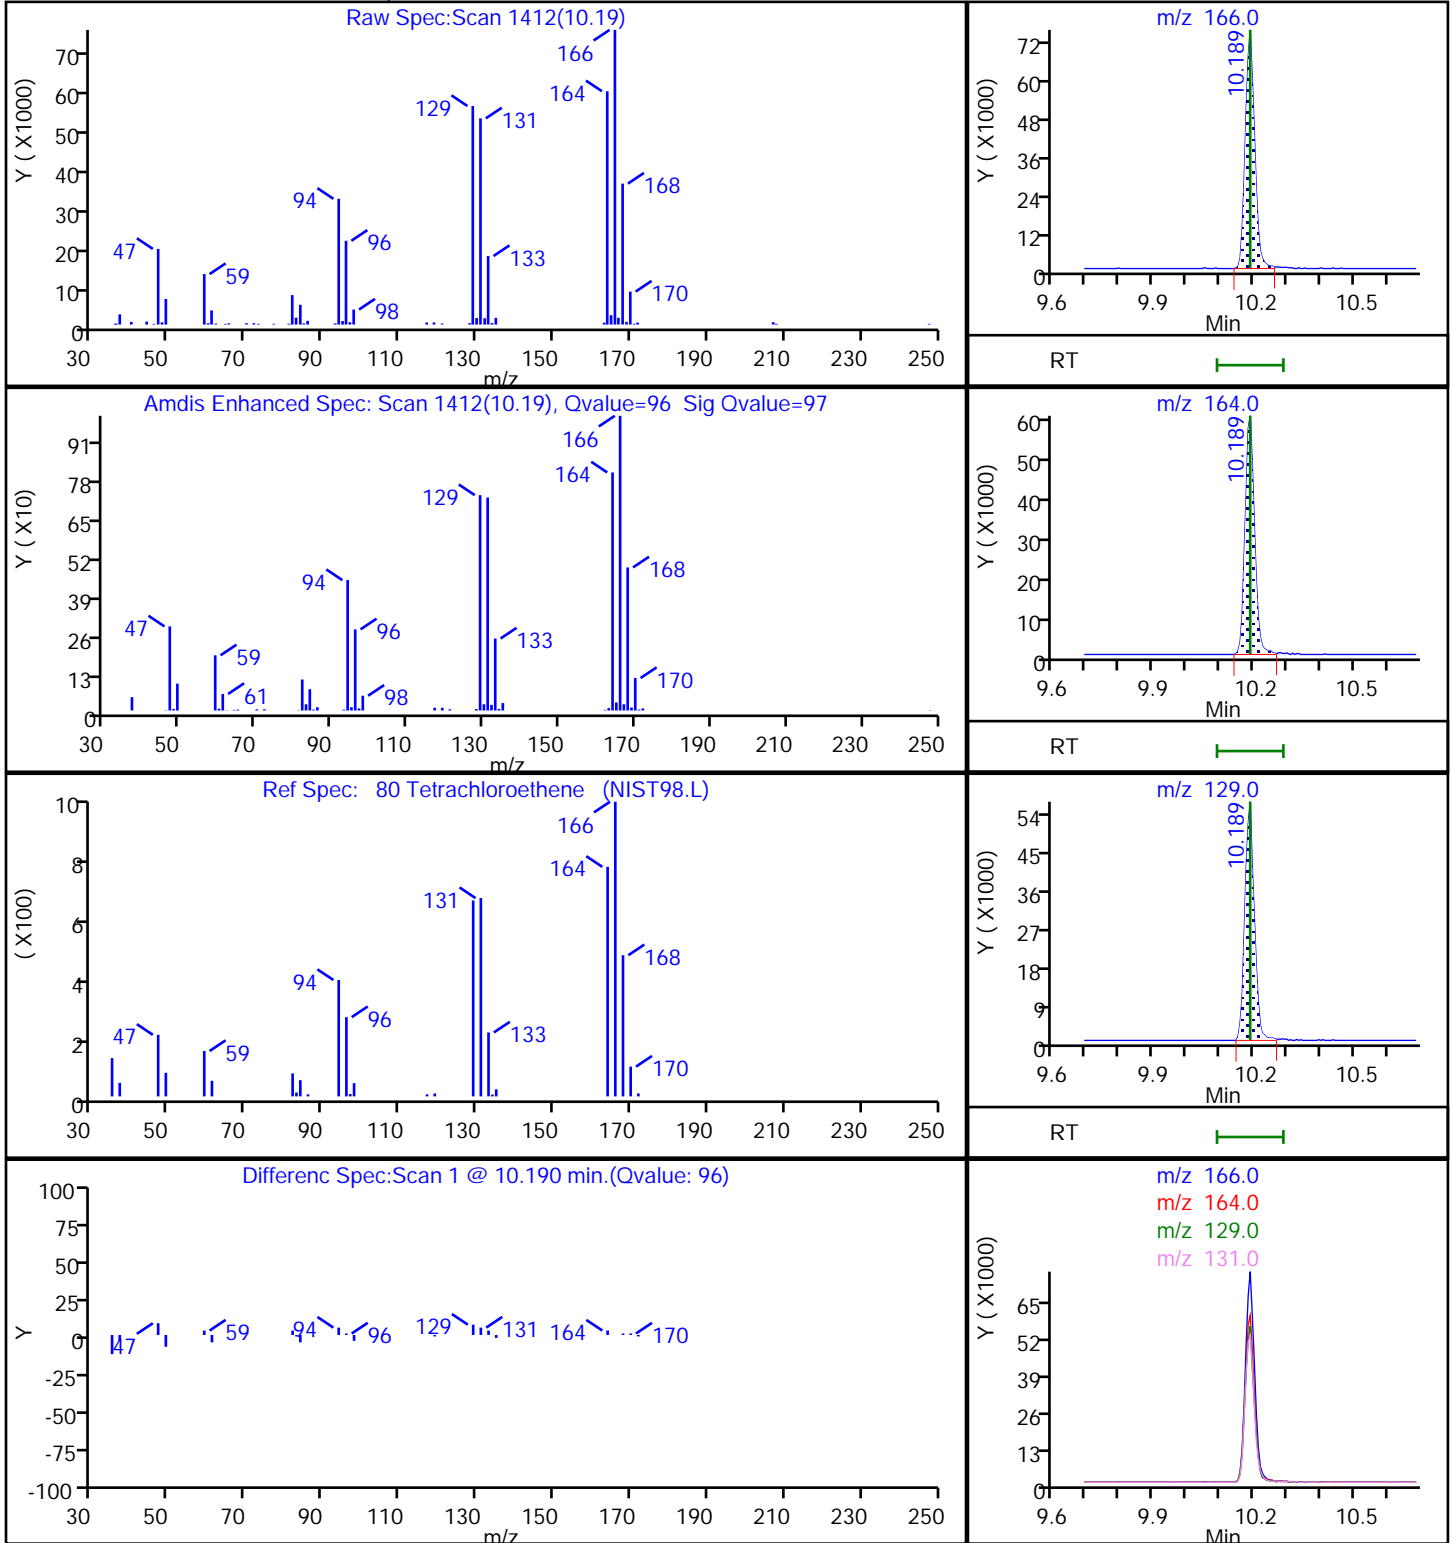 Raw Spec:Scan 1412(10.19)
Y ( X1000)
70
60
50
40
30
20
10
0
166
164
129
131
168
94
96
47
59
133
98
170
30 50 70 90 110 130 150 170 190 210 230 250
m/z
m/z 166.0
Y ( X1000)
72
60
48
36
24
12
0
10.189
9.6 9.9 10.2 10.5
Min
RT
Amdis Enhanced Spec: Scan 1412(10.19), Qvalue=96 Sig Qvalue=97
Y ( X10)
91
78
65
52
39
26
13
0
166
164
129
168
94
47
96
133
59
61
98
170
30 50 70 90 110 130 150 170 190 210 230 250
m/z
m/z 164.0
Y ( X1000)
60
50
40
30
20
10
0
10.189
9.6 9.9 10.2 10.5
Min
RT
Ref Spec: 80 Tetrachloroethene (NIST98.L)
( X100)
10
8
6
4
2
0
166
164
131
168
94
96
47
133
59
170
30 50 70 90 110 130 150 170 190 210 230 250
m/z 129.0
Y ( X1000)
54
45
36
27
18
9
0
10.189
9.6 9.9 10.2 10.5
Min
RT
Differenc Spec:Scan 1 @ 10.190 min.(Qvalue: 96)
Y
100
75
50
25
0
-25
-50
-75
-100
47
59
94
96
129
131
164
170
30 50 70 90 110 130 150 170 190 210 230 250
m/z
m/z 166.0
m/z 164.0
m/z 129.0
m/z 131.0
Y ( X1000)
65
52
39
26
13
0
9.6 9.9 10.2 10.5
Min